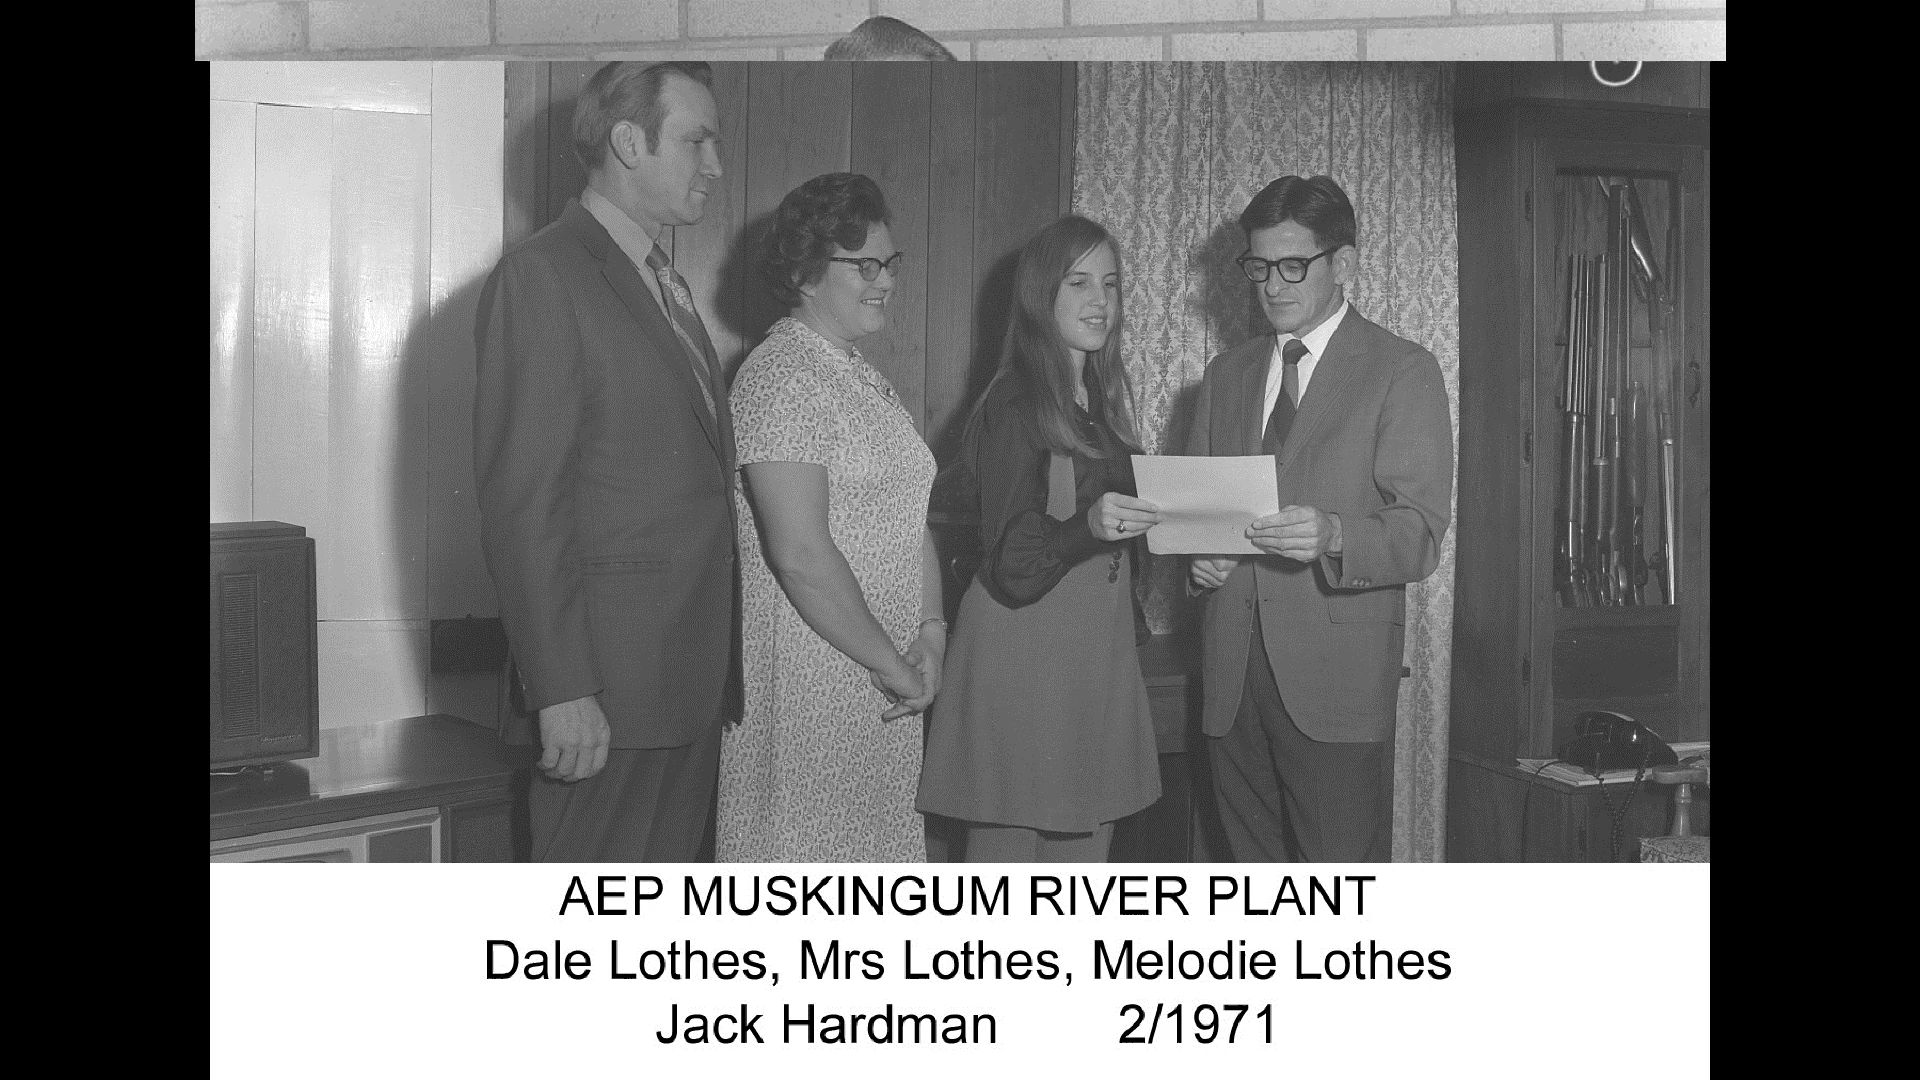 AEP MUSKINGUM RIVER PLANT
Dale Lothes, Mrs Lothes, Melodie Lothes
Jack Hardman 2/1971